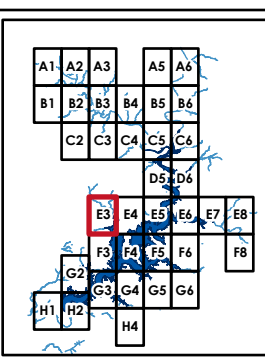 A1 A2 A3 A5 A6
B1 B2 B3 B4 B5 B6
C2 C3 C4 C5 C6
D5 D6
E3 E4 E5 E6 E7 E8
F3 F4 F5 F6 F8
G2 G3 G4 G5 G6
H1 H2 H4